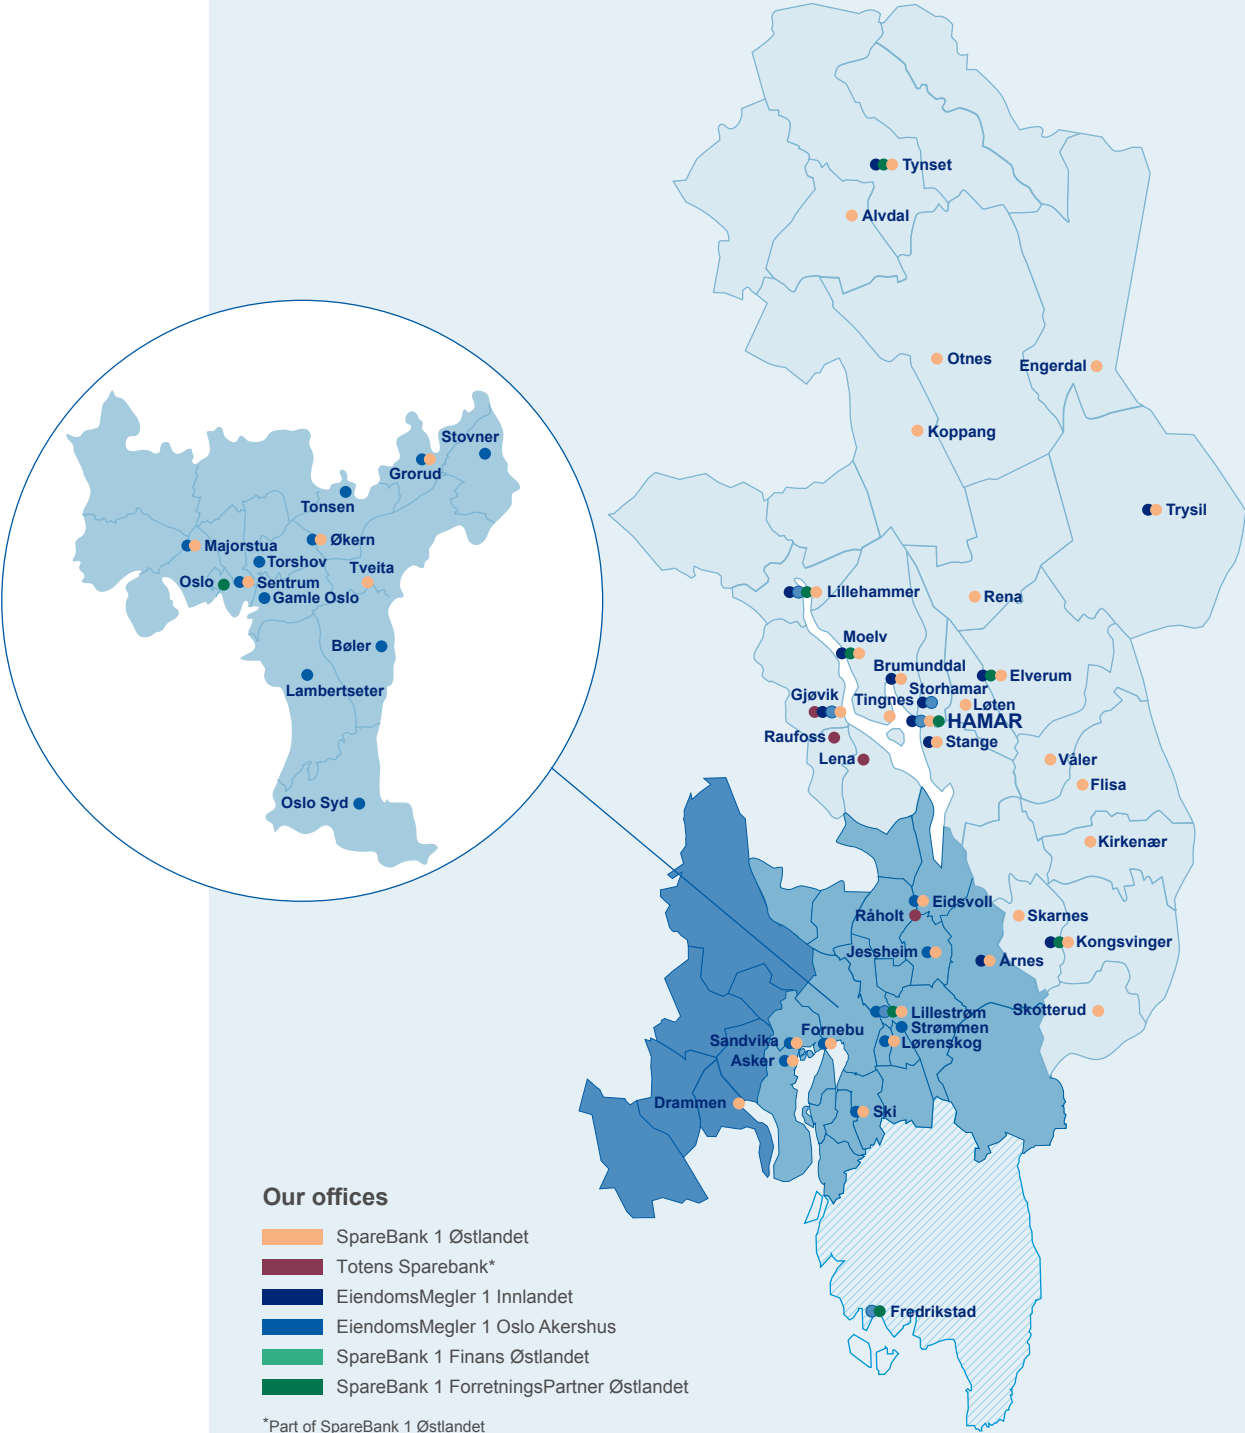 Tynset
Alvdal
Otnes
Engerdal
Koppang
Stovner
Grorud
Tonsen
Trysil
Økern
Majorstua
Torshov
Tveita
Oslo
Sentrum
Gamle Oslo
Lillehammer
Rena
Moelv
Bøler
Brumunddal
Elverum
Lambertseter
Storhamar
Gjøvik
Tingnes
Løten
HAMAR
Raufoss
Stange
Lena
Våler
Flisa
Oslo Syd
Kirkenær
Eidsvoll
Råholt
Skarnes
Kongsvinger
Jessheim
Årnes
Skotterud
Lillestrøm
Strømmen
Fornebu
Sandvika
Lørenskog
Asker
Drammen
Ski
Our offices
SpareBank 1 Østlandet
Totens Sparebank*
EiendomsMegler 1 Innlandet
EiendomsMegler 1 Oslo Akershus
Fredrikstad
SpareBank 1 Finans Østlandet
SpareBank 1 ForretningsPartner Østlandet
*Part of SpareBank 1 Østlandet